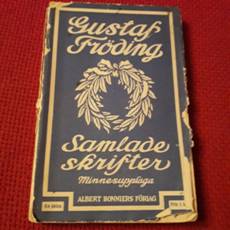 Gustaf
Fröding
Samlade
skrifter
Minnesupplaga
ALBERT BONNIERS FÖRLAG